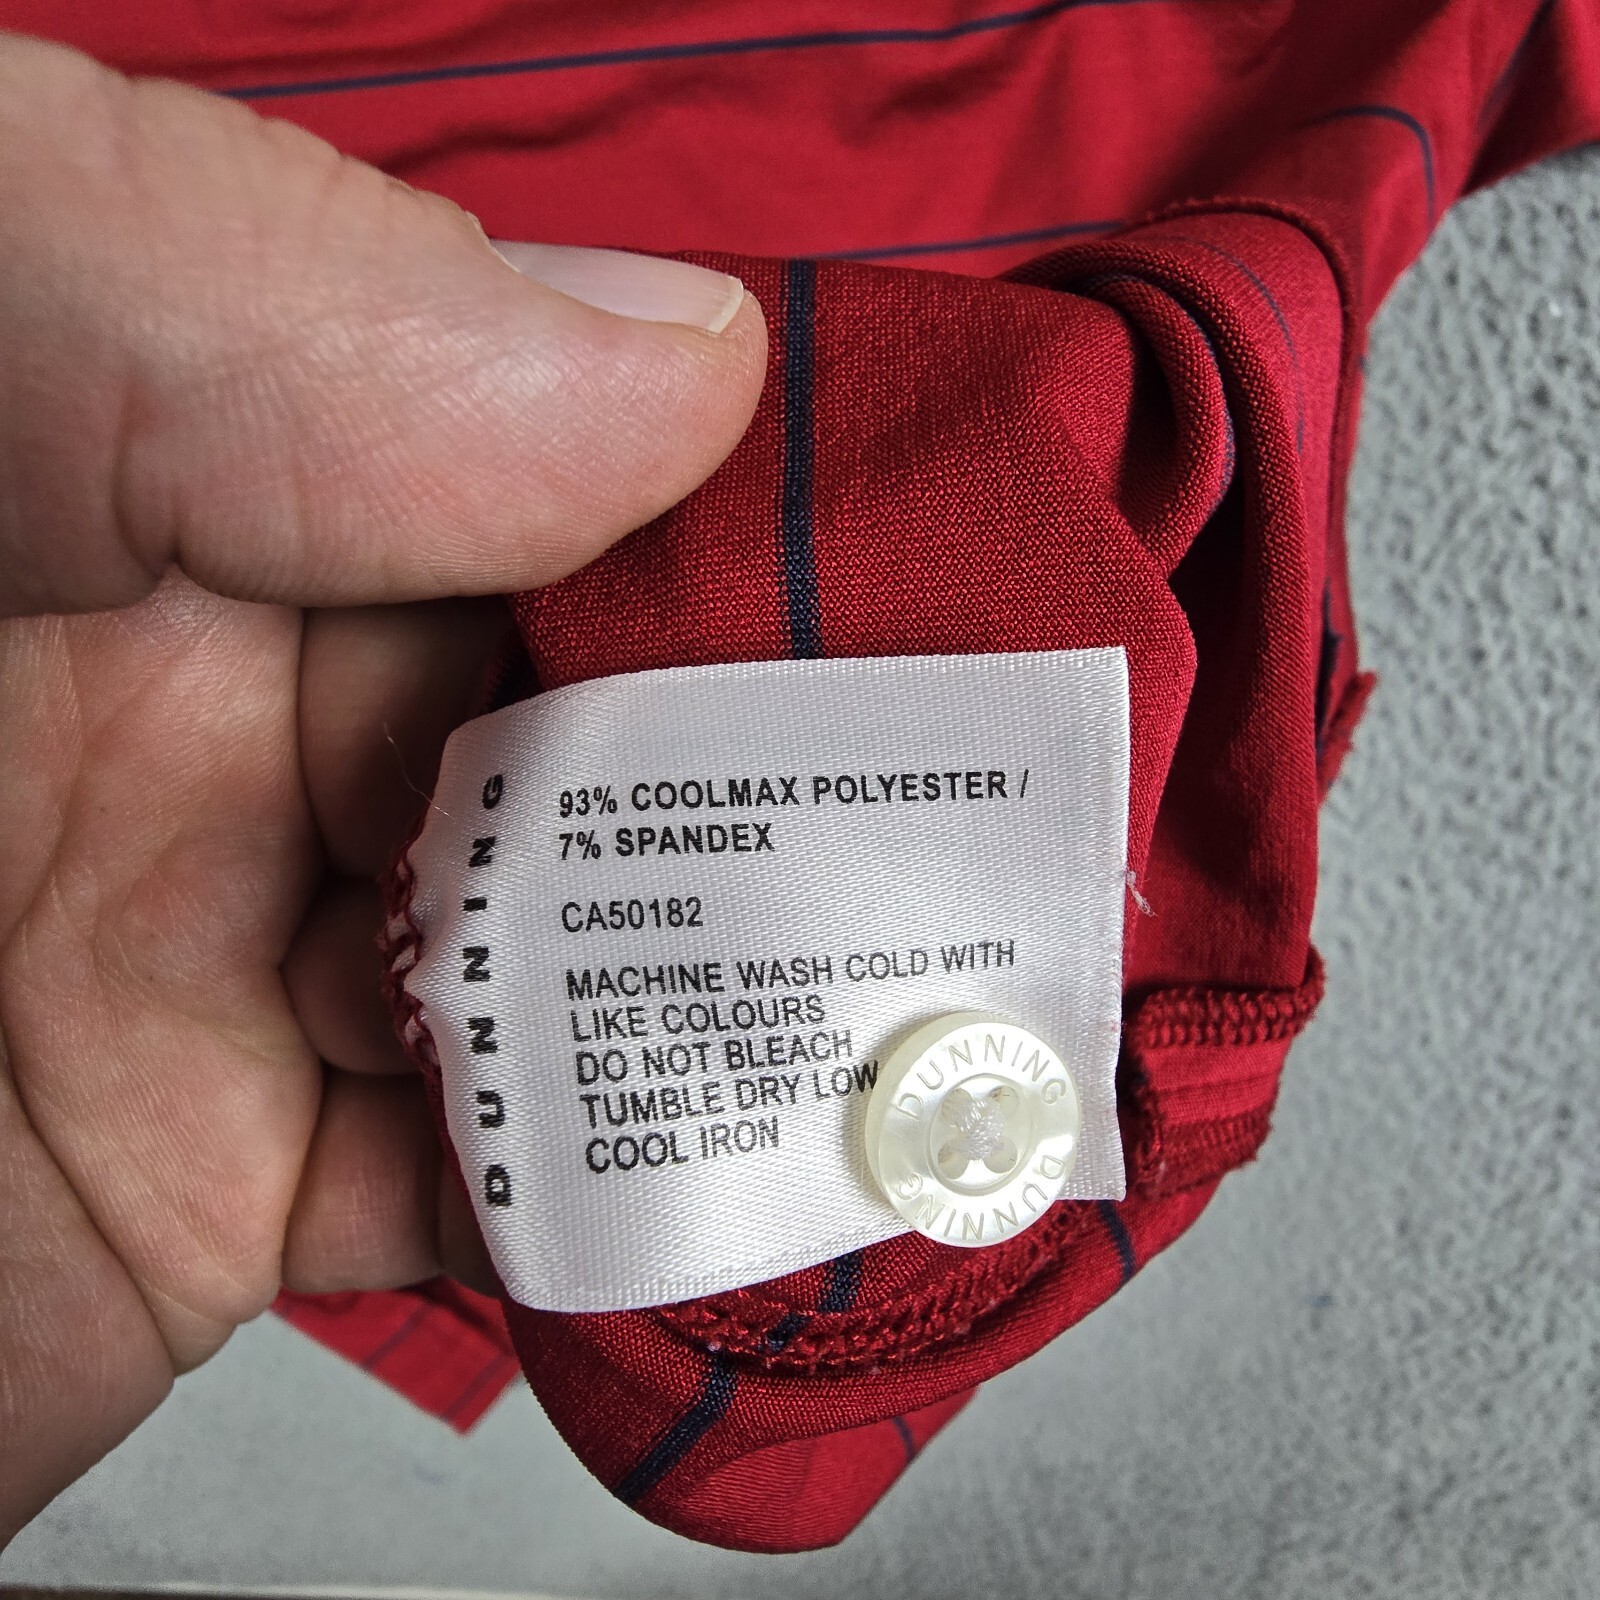 DUNNING
93% COOLMAX POLYESTER /
7% SPANDEX
CA50182
MACHINE WASH COLD WITH
LIKE COLOURS
DO NOT BLEACH
TUMBLE DRY LOW
COOL IRON
DUNNING
DUNNING